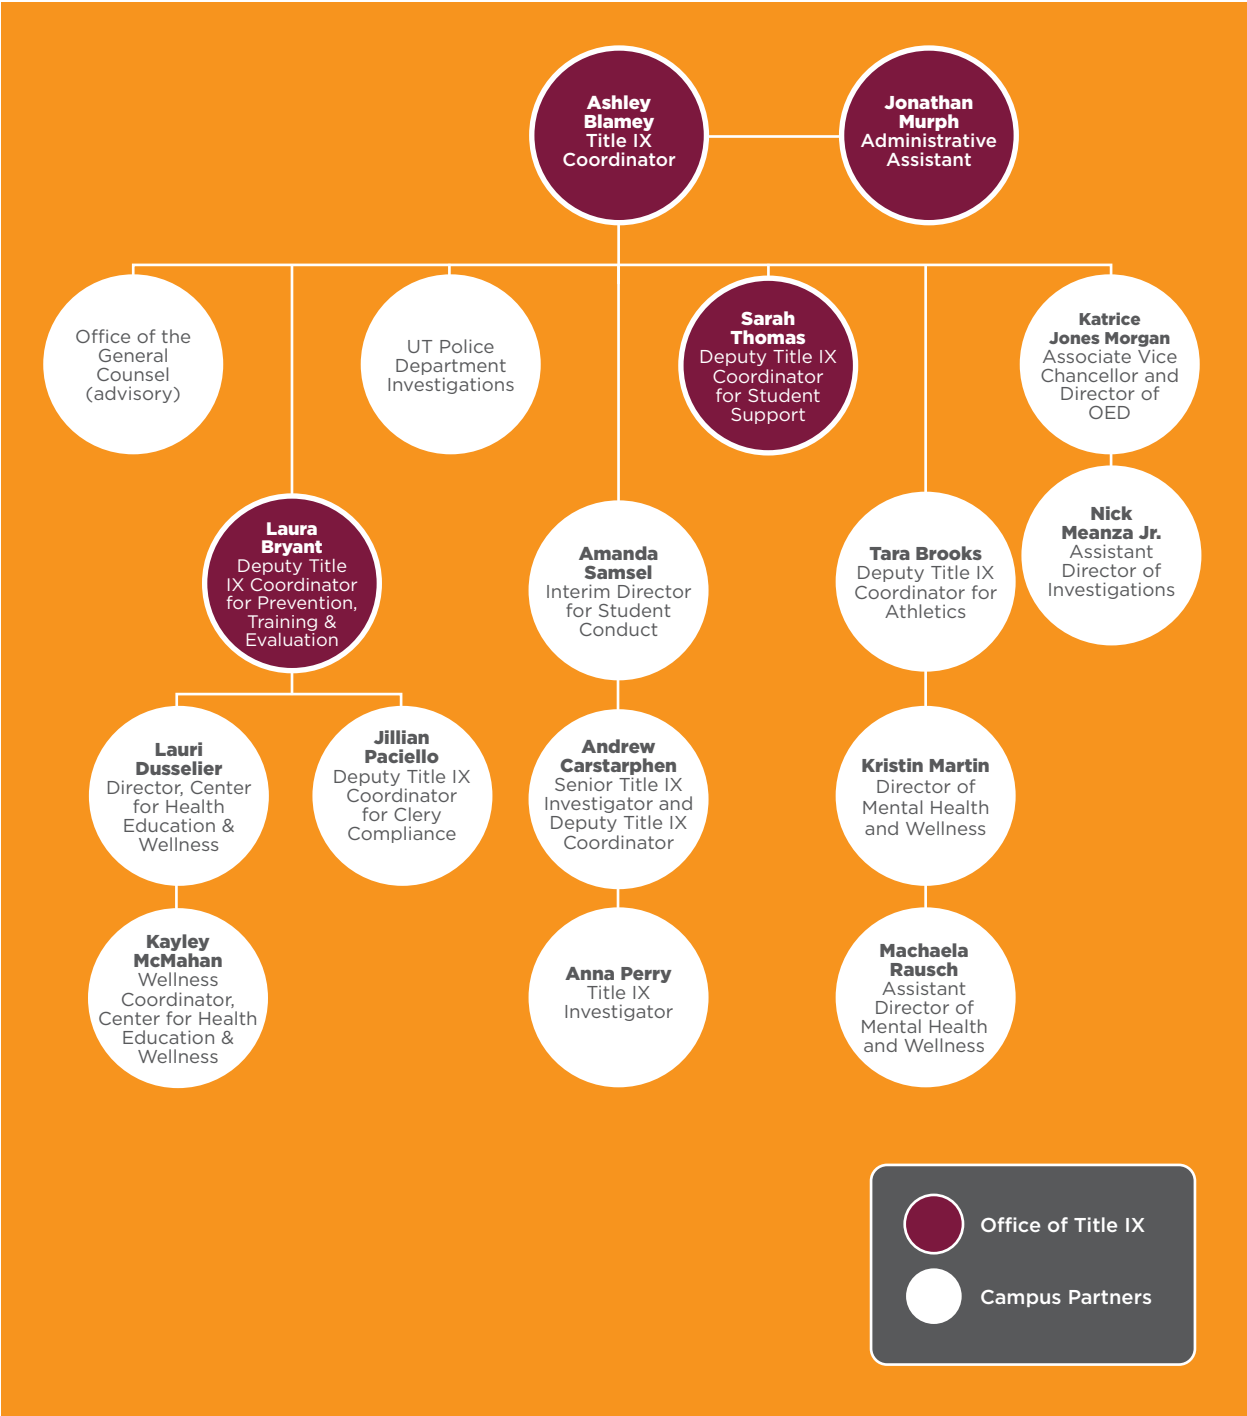 Ashley
Blamey
Title IX
Coordinator
Jonathan
Murph
Administrative
Assistant
Office of the
General
Counsel
(advisory)
UT Police
Department
Investigations
Sarah
Thomas
Deputy Title IX
Coordinator
for Student
Support
Katrice
Jones Morgan
Associate Vice
Chancellor and
Director of
OED
Laura
Bryant
Deputy Title
IX Coordinator
for Prevention,
Training &
Evaluation
Amanda
Samsel
Interim Director
for Student
Conduct
Tara Brooks
Deputy Title IX
Coordinator for
Athletics
Nick
Meanza Jr.
Assistant
Director of
Investigations
Lauri
Dusselier
Director, Center
for Health
Education &
Wellness
Jillian
Paciello
Deputy Title IX
Coordinator
for Clery
Compliance
Andrew
Carstarphen
Senior Title IX
Investigator and
Deputy Title IX
Coordinator
Kristin Martin
Director of
Mental Health
and Wellness
Kayley
McMahan
Wellness
Coordinator,
Center for Health
Education &
Wellness
Anna Perry
Title IX
Investigator
Machaela
Rausch
Assistant
Director of
Mental Health
and Wellness
Office of Title IX
Campus Partners